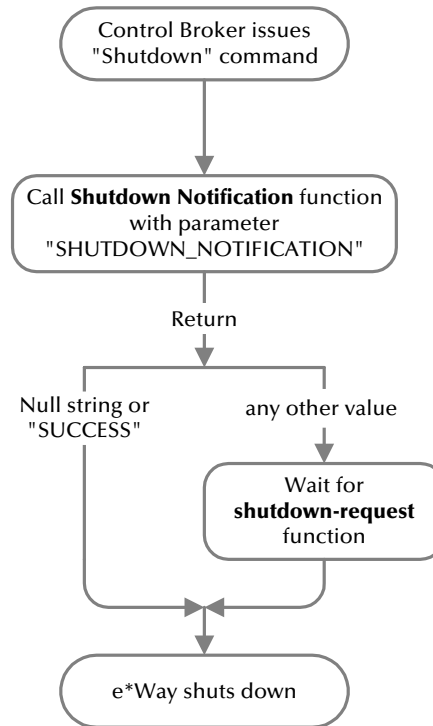 Control Broker issues
"Shutdown" command
Call Shutdown Notification function
with parameter
"SHUTDOWN_NOTIFICATION"
Return
Null string or
"SUCCESS"
any other value
Wait for
shutdown-request
function
e*Way shuts down